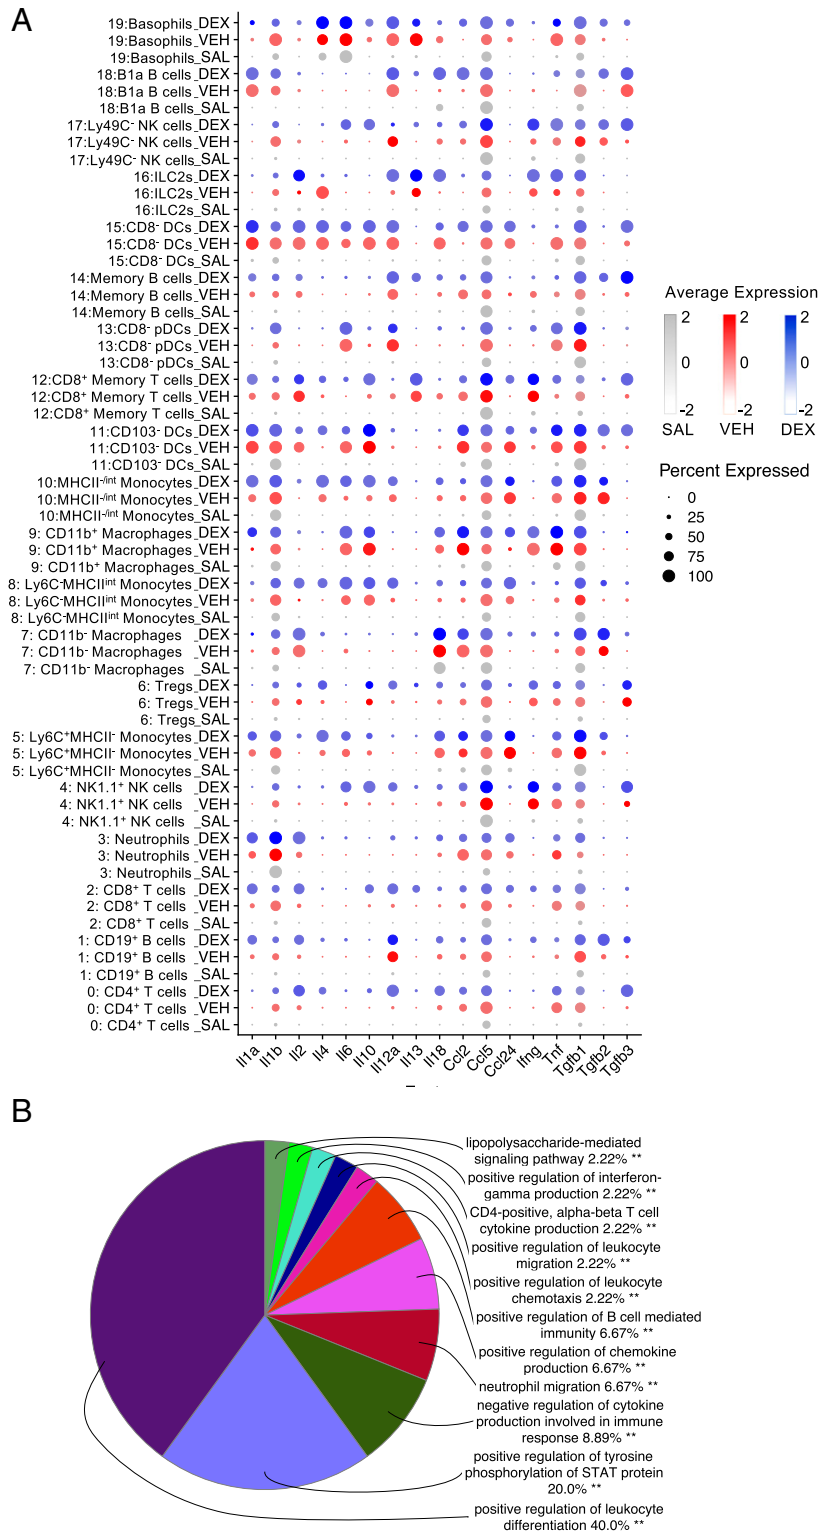 A
19:Basophils_DEX
19:Basophils_VEH
19:Basophils_SAL
18:B1a B cells_DEX
18:B1a B cells_VEH
18:B1a B cells_SAL
17:Ly49C⁻ NK cells_DEX
17:Ly49C⁻ NK cells_VEH
17:Ly49C⁻ NK cells_SAL
16:ILC2s_DEX
16:ILC2s_VEH
16:ILC2s_SAL
15:CD8⁻ DCs_DEX
15:CD8⁻ DCs_VEH
15:CD8⁻ DCs_SAL
14:Memory B cells_DEX
14:Memory B cells_VEH
14:Memory B cells_SAL
13:CD8⁻ pDCs_DEX
13:CD8⁻ pDCs_VEH
13:CD8⁻ pDCs_SAL
12:CD8⁺ Memory T cells_DEX
12:CD8⁺ Memory T cells_VEH
12:CD8⁺ Memory T cells_SAL
11:CD103⁻ DCs_DEX
11:CD103⁻ DCs_VEH
11:CD103⁻ DCs_SAL
10:MHCII⁻/ⁱⁿᵗ Monocytes_DEX
10:MHCII⁻/ⁱⁿᵗ Monocytes_VEH
10:MHCII⁻/ⁱⁿᵗ Monocytes_SAL
9: CD11b⁺ Macrophages_DEX
9: CD11b⁺ Macrophages_VEH
9: CD11b⁺ Macrophages_SAL
8: Ly6C⁻MHCIIⁱⁿᵗ Monocytes_DEX
8: Ly6C⁻MHCIIⁱⁿᵗ Monocytes_VEH
8: Ly6C⁻MHCIIⁱⁿᵗ Monocytes_SAL
7: CD11b⁻ Macrophages _DEX
7: CD11b⁻ Macrophages _VEH
7: CD11b⁻ Macrophages _SAL
6: Tregs_DEX
6: Tregs_VEH
6: Tregs_SAL
5: Ly6C⁺MHCII⁻ Monocytes_DEX
5: Ly6C⁺MHCII⁻ Monocytes_VEH
5: Ly6C⁺MHCII⁻ Monocytes_SAL
4: NK1.1⁺ NK cells _DEX
4: NK1.1⁺ NK cells _VEH
4: NK1.1⁺ NK cells _SAL
3: Neutrophils _DEX
3: Neutrophils _VEH
3: Neutrophils _SAL
2: CD8⁺ T cells _DEX
2: CD8⁺ T cells _VEH
2: CD8⁺ T cells _SAL
1: CD19⁺ B cells _DEX
1: CD19⁺ B cells _VEH
1: CD19⁺ B cells _SAL
0: CD4⁺ T cells _DEX
0: CD4⁺ T cells _VEH
0: CD4⁺ T cells _SAL
Il1a Il1b Il2 Il4 Il6 Il10 Il12a Il13 Il18 Ccl2 Ccl5 Ccl24 Ifng Tnf Tgfb1 Tgfb2 Tgfb3
Average Expression
2 2 2
0 0 0
-2 -2 -2
SAL VEH DEX
Percent Expressed
0
25
50
75
100
B
lipopolysaccharide-mediated
signaling pathway 2.22% **
positive regulation of interferon-
gamma production 2.22% **
CD4-positive, alpha-beta T cell
cytokine production 2.22% **
positive regulation of leukocyte
migration 2.22% **
positive regulation of leukocyte
chemotaxis 2.22% **
positive regulation of B cell mediated
immunity 6.67% **
positive regulation of chemokine
production 6.67% **
neutrophil migration 6.67% **
negative regulation of cytokine
production involved in immune
response 8.89% **
positive regulation of tyrosine
phosphorylation of STAT protein
20.0% **
positive regulation of leukocyte
differentiation 40.0% **